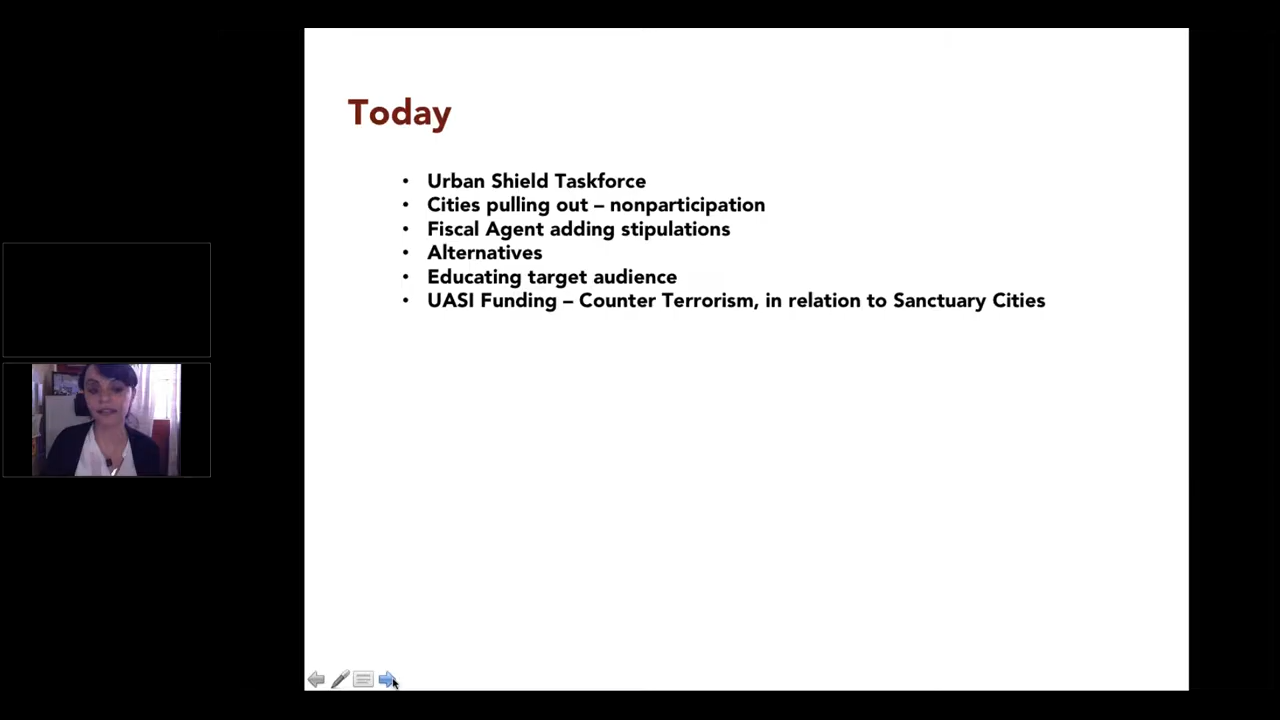 Today
• Urban Shield Taskforce
• Cities pulling out – nonparticipation
• Fiscal Agent adding stipulations
• Alternatives
• Educating target audience
• UASI Funding – Counter Terrorism, in relation to Sanctuary Cities